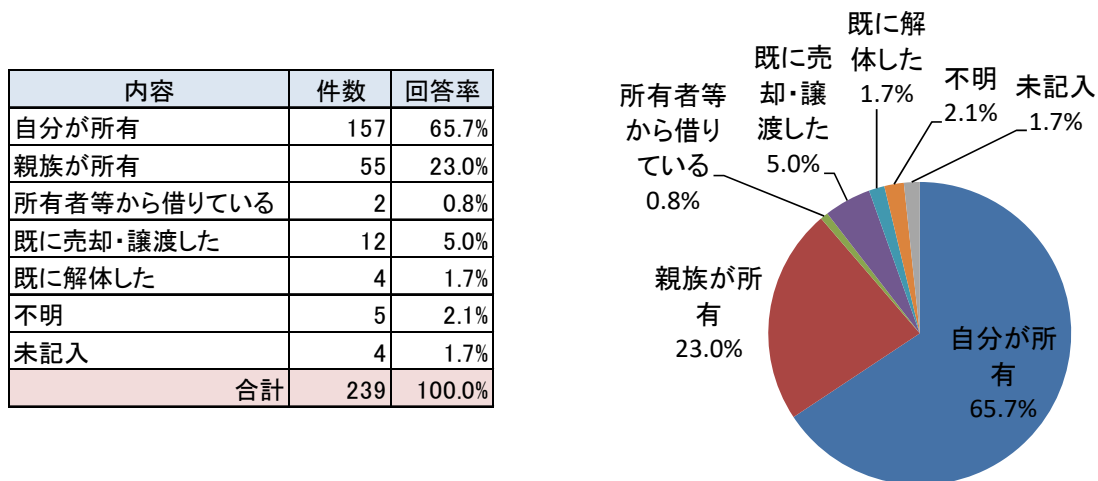 内容 件数 回答率
自分が所有 157 65.7%
親族が所有 55 23.0%
所有者等から借りている 2 0.8%
既に売却・譲渡した 12 5.0%
既に解体した 4 1.7%
不明 5 2.1%
未記入 4 1.7%
合計 239 100.0%
所有者等
から借り
ている
0.8%
既に売
却・譲
渡した
5.0%
既に解
体した
1.7%
不明
2.1%
未記入
1.7%
親族が所
有
23.0%
自分が所
有
65.7%